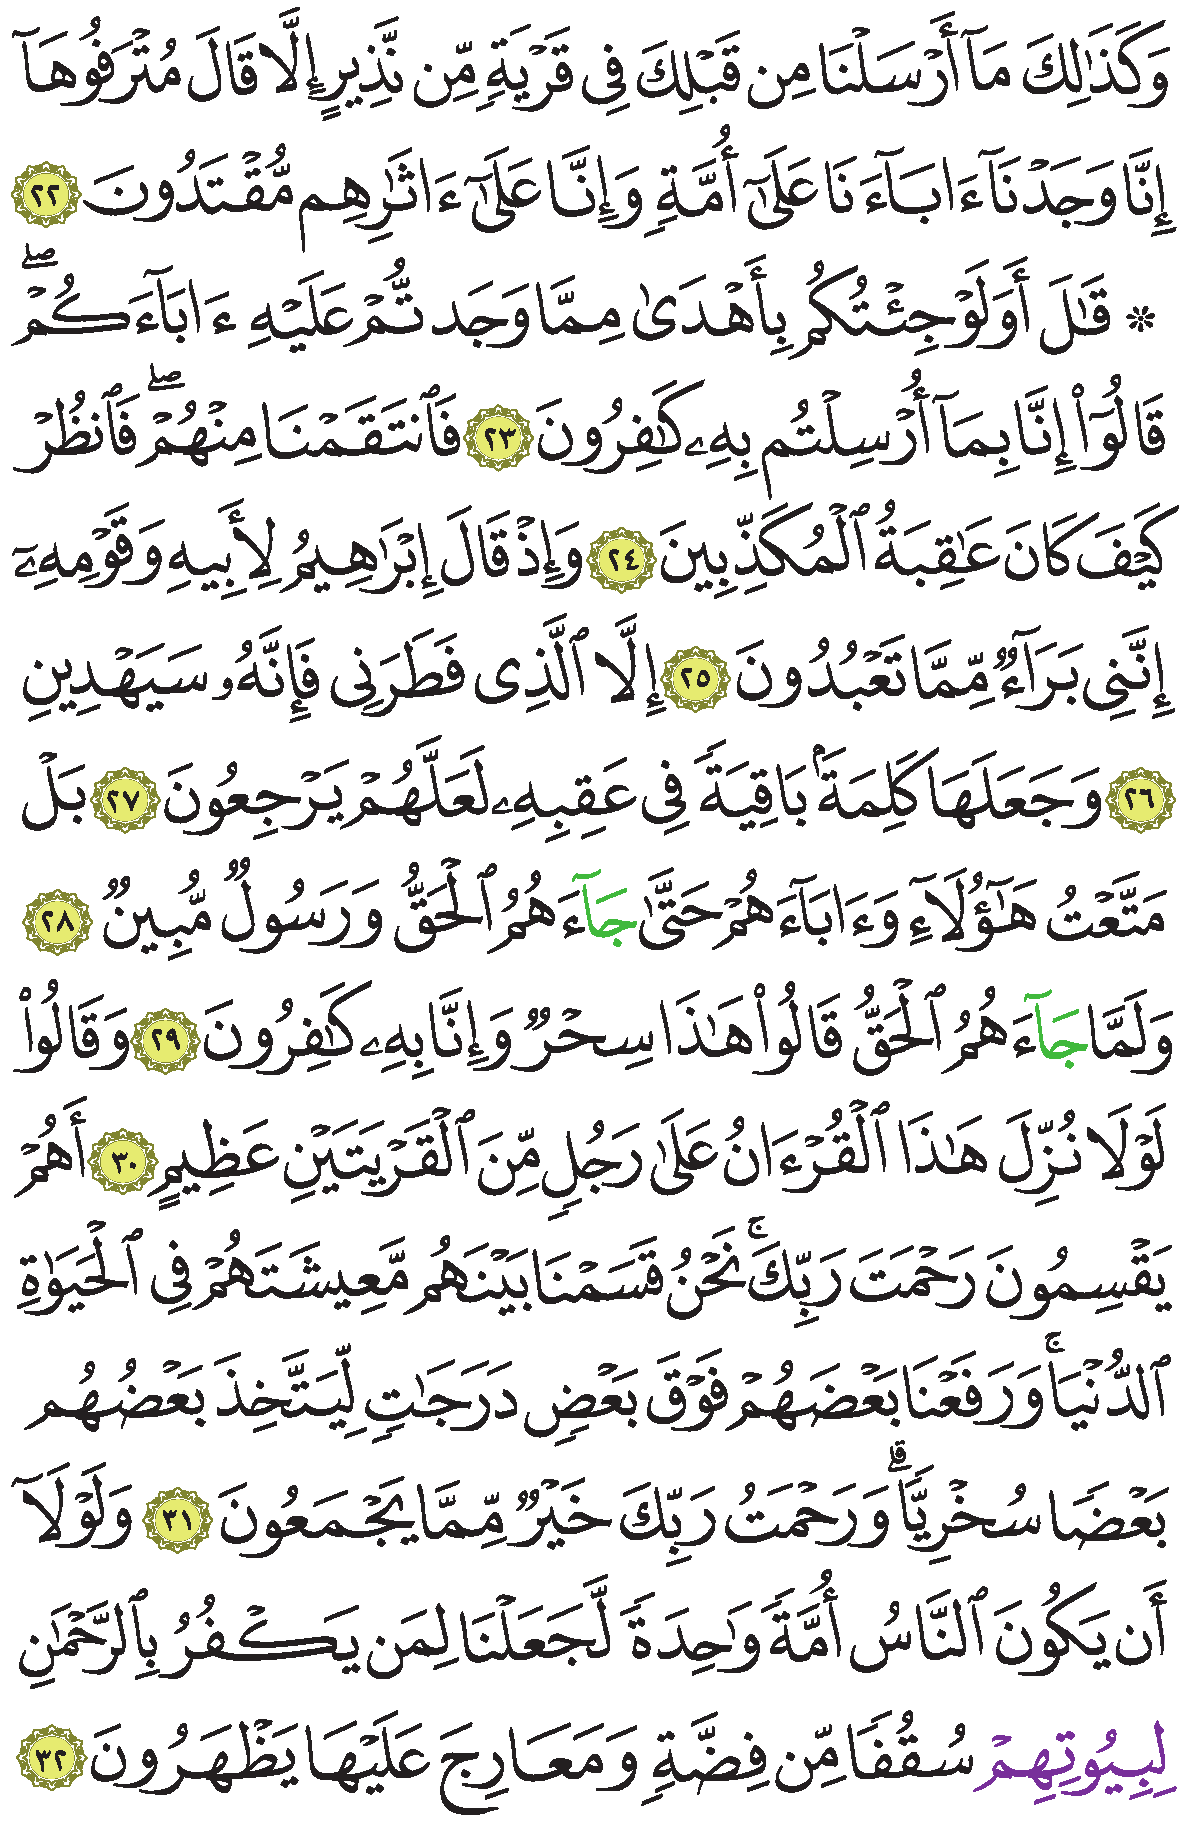 وَكَذَٰلِكَ مَآ أَرْسَلْنَا مِن قَبْلِكَ فِى قَرْيَةٍ مِّن نَّذِيرٍ إِلَّا قَالَ مُتْرَفُوهَآ
إِنَّا وَجَدْنَآ ءَابَآءَنَا عَلَىٰٓ أُمَّةٍ وَإِنَّا عَلَىٰٓ ءَاثَٰرِهِم مُّقْتَدُونَ ٢٢
۞ قَٰلَ أَوَلَوْ جِئْتُكُم بِأَهْدَىٰ مِمَّا وَجَدتُّمْ عَلَيْهِ ءَابَآءَكُمْۖ
قَالُوٓا۟ إِنَّا بِمَآ أُرْسِلْتُم بِهِۦ كَٰفِرُونَ ٢٣ فَٱنتَقَمْنَا مِنْهُمْۖ فَٱنظُرْ
كَيْفَ كَانَ عَٰقِبَةُ ٱلْمُكَذِّبِينَ ٢٤ وَإِذْ قَالَ إِبْرَٰهِيمُ لِأَبِيهِ وَقَوْمِهِۦٓ
إِنَّنِى بَرَآءٌ مِّمَّا تَعْبُدُونَ ٢٥ إِلَّا ٱلَّذِى فَطَرَنِى فَإِنَّهُۥ سَيَهْدِينِ
٢٦ وَجَعَلَهَا كَلِمَةًۢ بَاقِيَةً فِى عَقِبِهِۦ لَعَلَّهُمْ يَرْجِعُونَ ٢٧ بَلْ
مَتَّعْتُ هَٰٓؤُلَآءِ وَءَابَآءَهُمْ حَتَّىٰ جَآءَهُمُ ٱلْحَقُّ وَرَسُولٌ مُّبِينٌ ٢٨
وَلَمَّا جَآءَهُمُ ٱلْحَقُّ قَالُوا۟ هَٰذَا سِحْرٌ وَإِنَّا بِهِۦ كَٰفِرُونَ ٢٩ وَقَالُوا۟
لَوْلَا نُزِّلَ هَٰذَا ٱلْقُرْءَانُ عَلَىٰ رَجُلٍ مِّنَ ٱلْقَرْيَتَيْنِ عَظِيمٍ ٣٠ أَهُمْ
يَقْسِمُونَ رَحْمَتَ رَبِّكَۚ نَحْنُ قَسَمْنَا بَيْنَهُم مَّعِيشَتَهُمْ فِى ٱلْحَيَوٰةِ
ٱلدُّنْيَاۚ وَرَفَعْنَا بَعْضَهُمْ فَوْقَ بَعْضٍ دَرَجَٰتٍ لِّيَتَّخِذَ بَعْضُهُم
بَعْضًا سُخْرِيًّاۗ وَرَحْمَتُ رَبِّكَ خَيْرٌ مِّمَّا يَجْمَعُونَ ٣١ وَلَوْلَآ
أَن يَكُونَ ٱلنَّاسُ أُمَّةً وَٰحِدَةً لَّجَعَلْنَا لِمَن يَكْفُرُ بِٱلرَّحْمَٰنِ
لِبِيُوتِهِمْ سُقُفًا مِّن فِضَّةٍ وَمَعَارِجَ عَلَيْهَا يَظْهَرُونَ ٣٢